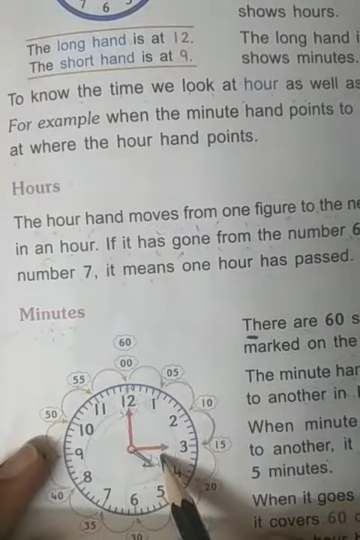 7 6
shows hours.
The long hand is at 12.
The short hand is at 9.
The long hand i
shows minutes.
To know the time we look at hour as well as
For example when the minute hand points to
at where the hour hand points.
Hours
The hour hand moves from one figure to the ne
in an hour. If it has gone from the number 6
number 7, it means one hour has passed.
Minutes
There are 60 s
marked on the
The minute har
to another in
When minute
to another, it
5 minutes.
When it goes
it covers 60
60
00
05
10
15
20
30
35
40
50
55
12
1
2
3
4
5
6
7
8
9
10
11